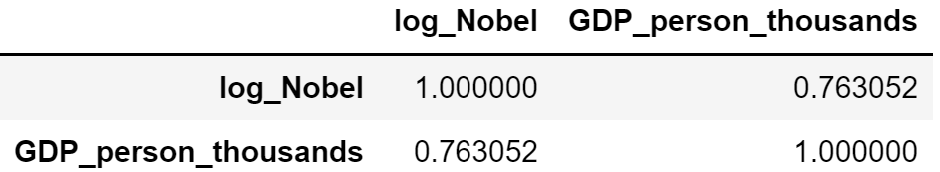 log_Nobel GDP_person_thousands
log_Nobel 1.000000 0.763052
GDP_person_thousands 0.763052 1.000000